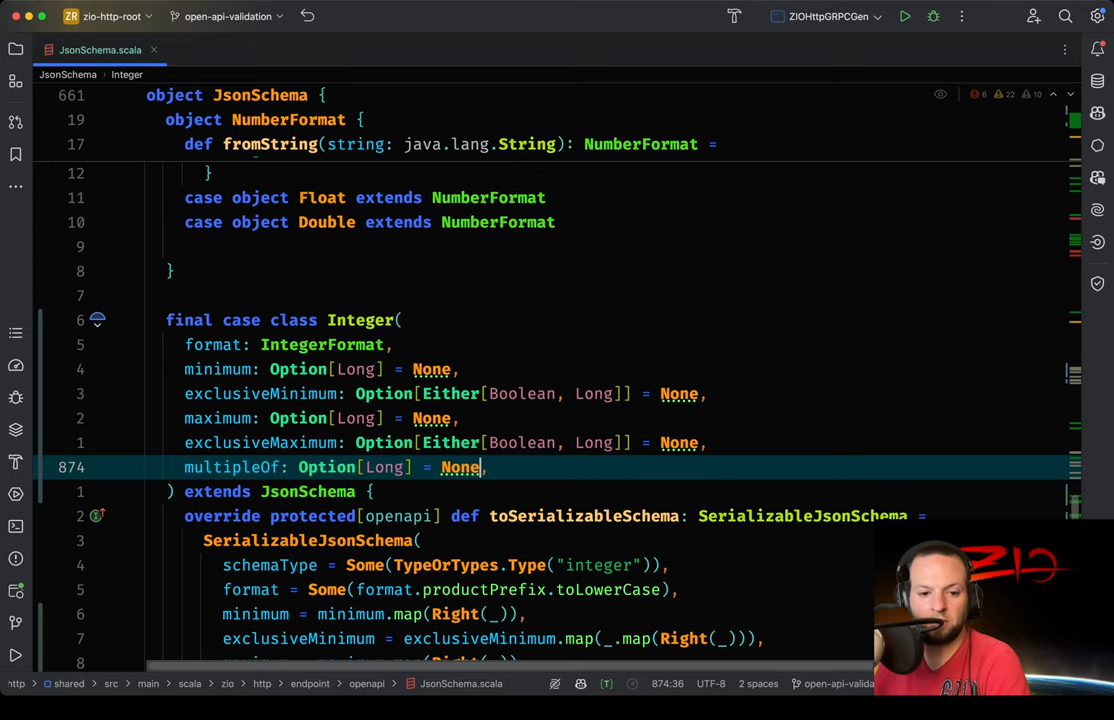 ZR zio-http-root open-api-validation ZIOHttpGRPCGen
JsonSchema.scala
JsonSchema Integer
6 22 10
661 object JsonSchema {
19 object NumberFormat {
17 def fromString(string: java.lang.String): NumberFormat =
12 }
11 case object Float extends NumberFormat
10 case object Double extends NumberFormat
9
8 }
7
6 final case class Integer(
5 format: IntegerFormat,
4 minimum: Option[Long] = None,
3 exclusiveMinimum: Option[Either[Boolean, Long]] = None,
2 maximum: Option[Long] = None,
1 exclusiveMaximum: Option[Either[Boolean, Long]] = None,
874 multipleOf: Option[Long] = None,
1 ) extends JsonSchema {
2 override protected[openapi] def toSerializableSchema: SerializableJsonSchema =
3 SerializableJsonSchema(
4 schemaType = Some(TypeOrTypes.Type("integer")),
5 format = Some(format.productPrefix.toLowerCase),
6 minimum = minimum.map(Right(_)),
7 exclusiveMinimum = exclusiveMinimum.map(_.map(Right(_))),
8
ZIO
http shared src main scala zio http endpoint openapi JsonSchema.scala 874:36 UTF-8 2 spaces open-api-valida